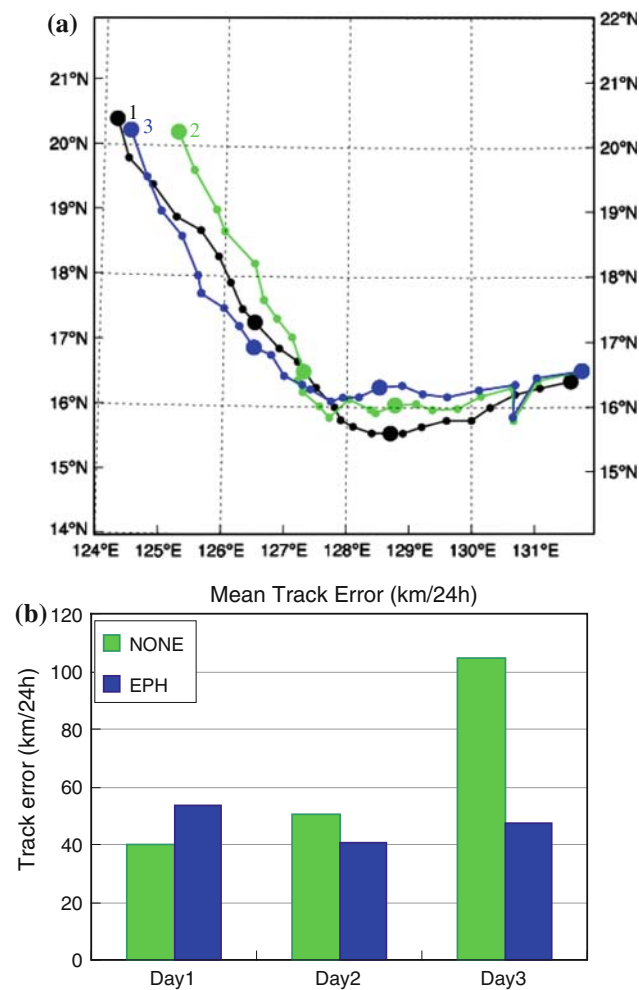 (a)
22°N
21°N
21°N
1
3
2
20°N
20°N
19°N
19°N
18°N
18°N
17°N
17°N
16°N
16°N
15°N
15°N
14°N
124°E 125°E 126°E 127°E 128°E 129°E 130°E 131°E
Mean Track Error (km/24h)
(b)
120
NONE
EPH
100
80
60
40
20
0
Track error (km/24h)
Day1 Day2 Day3